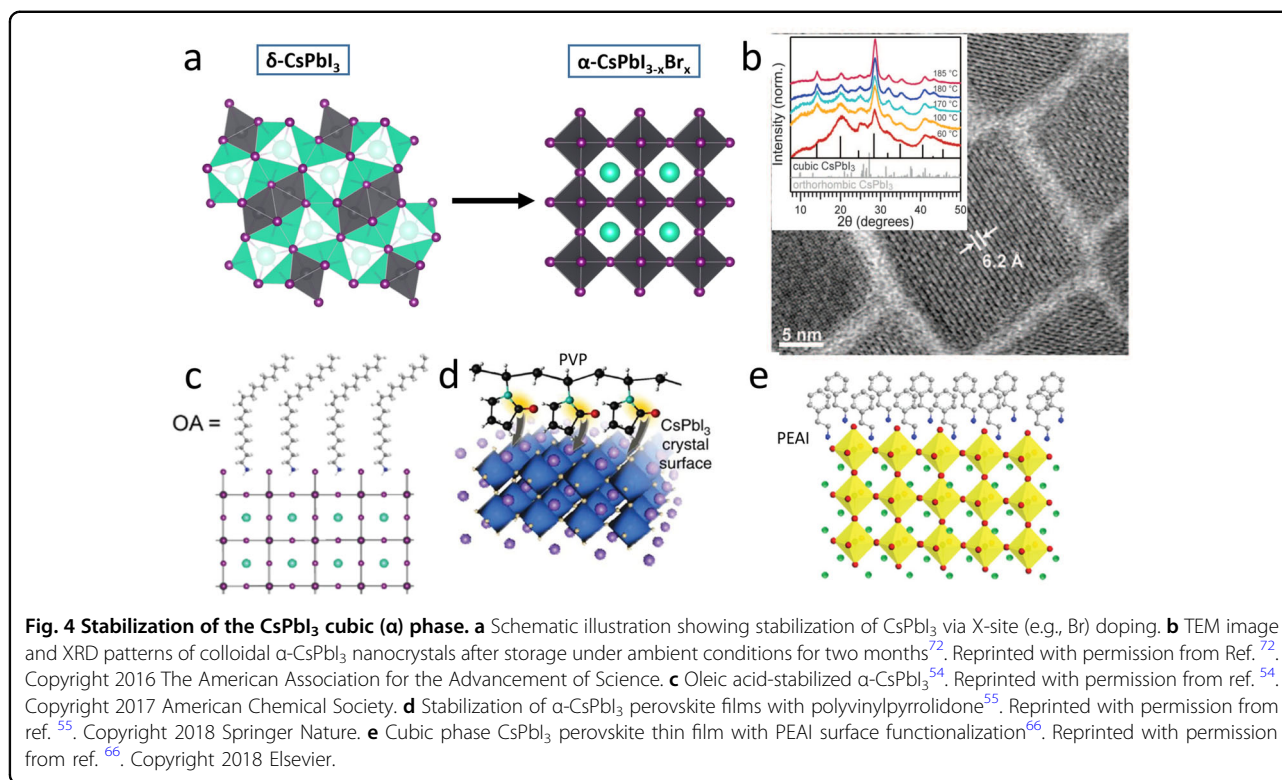 a
δ-CsPbI₃
α-CsPbI₃₋ₓBrₓ
b
Intensity (norm.)
185 °C
180 °C
170 °C
100 °C
60 °C
cubic CsPbI₃
orthorhombic CsPbI₃
10 20 30 40 50
2θ (degrees)
6.2 Å
5 nm
c
OA =
d
PVP
CsPbI₃
crystal
surface
e
PEAI
Fig. 4 Stabilization of the CsPbI₃ cubic (α) phase. a Schematic illustration showing stabilization of CsPbI₃ via X-site (e.g., Br) doping. b TEM image
and XRD patterns of colloidal α-CsPbI₃ nanocrystals after storage under ambient conditions for two months⁷². Reprinted with permission from Ref. ⁷².
Copyright 2016 The American Association for the Advancement of Science. c Oleic acid-stabilized α-CsPbI₃⁵⁴. Reprinted with permission from ref. ⁵⁴.
Copyright 2017 American Chemical Society. d Stabilization of α-CsPbI₃ perovskite films with polyvinylpyrrolidone⁵⁵. Reprinted with permission from
ref. ⁵⁵. Copyright 2018 Springer Nature. e Cubic phase CsPbI₃ perovskite thin film with PEAI surface functionalization⁶⁶. Reprinted with permission
from ref. ⁶⁶. Copyright 2018 Elsevier.